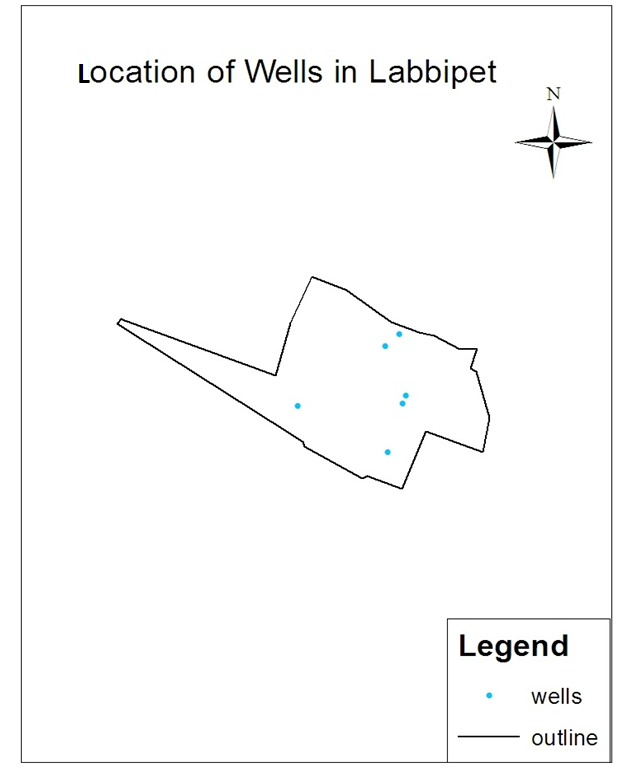 Location of Wells in Labbipet
N
Legend
wells
outline